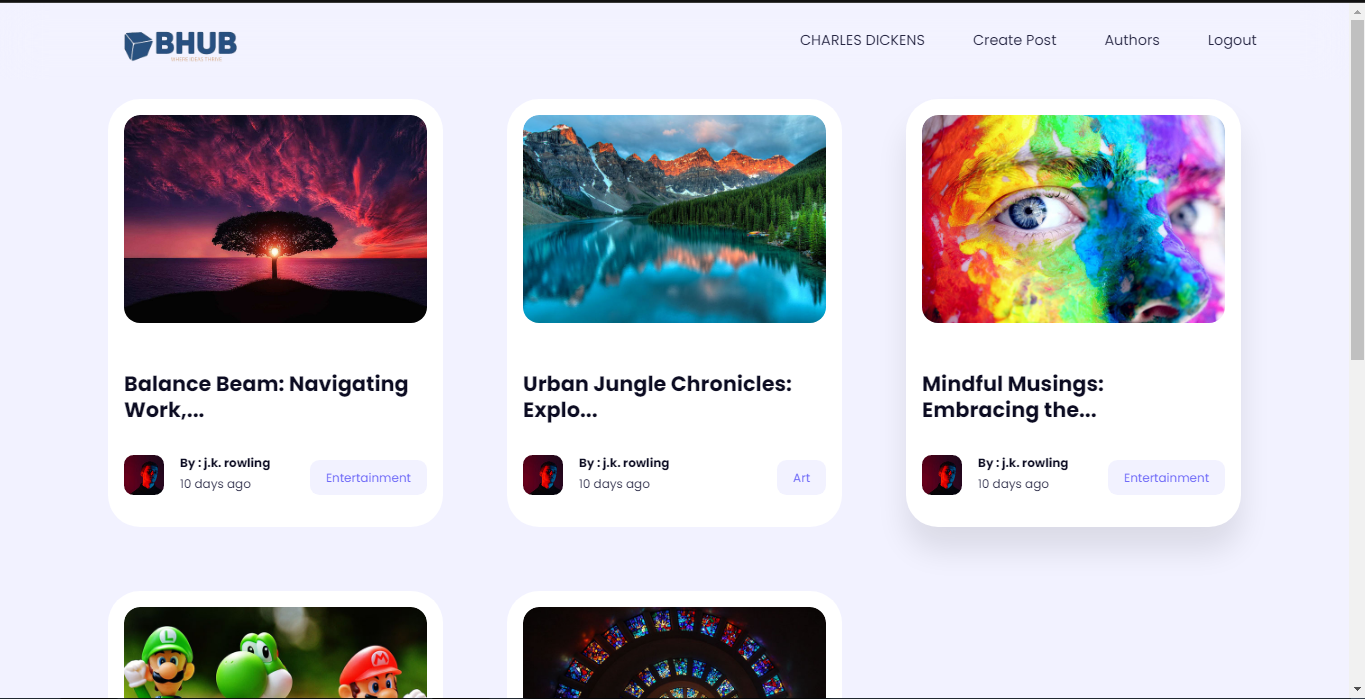 BHUB
WHERE IDEAS THRIVE
CHARLES DICKENS
Create Post
Authors
Logout
Balance Beam: Navigating
Work,...
By : j.k. rowling
10 days ago
Entertainment
Urban Jungle Chronicles:
Explo...
By : j.k. rowling
10 days ago
Art
Mindful Musings:
Embracing the...
By : j.k. rowling
10 days ago
Entertainment
L
M